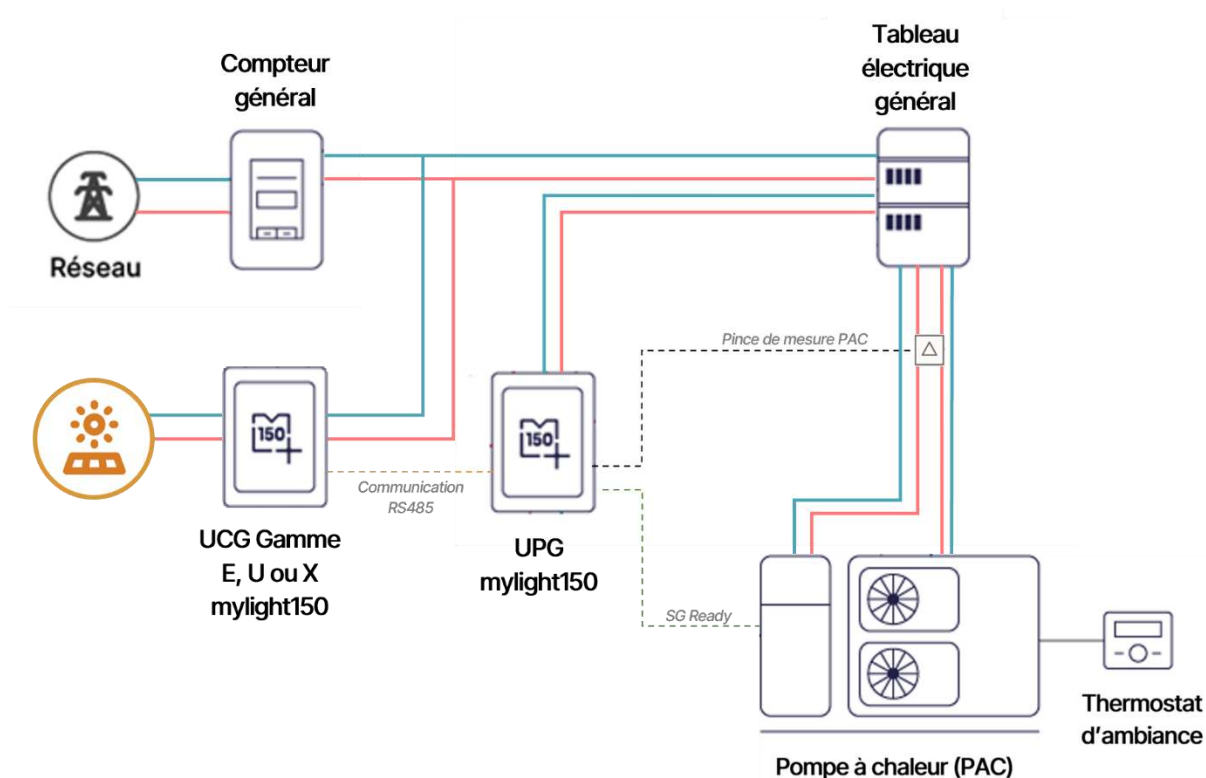 Tableau
électrique
général
Compteur
général
Réseau
Pince de mesure PAC
150
150
Communication
RS485
UCG Gamme
E, U ou X
mylight150
UPG
mylight150
SG Ready
Thermostat
d'ambiance
Pompe à chaleur (PAC)